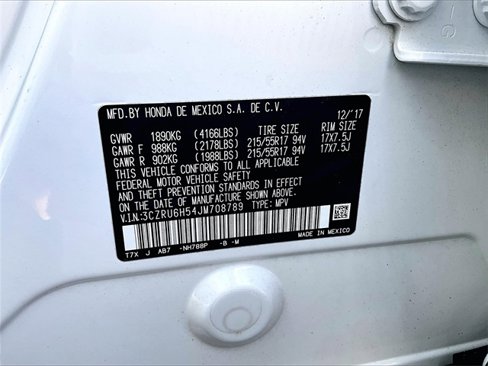 MFD.BY HONDA DE MEXICO S.A. DE C.V. 12/'17
GVWR 1890KG (4166LBS) TIRE SIZE RIM SIZE
GAWR F 988KG (2178LBS) 215/55R17 94V 17X7.5J
GAWR R 902KG (1988LBS) 215/55R17 94V 17X7.5J
THIS VEHICLE CONFORMS TO ALL APPLICABLE
FEDERAL MOTOR VEHICLE SAFETY, BUMPER,
AND THEFT PREVENTION STANDARDS IN EFFECT
ON THE DATE OF MANUFACTURE SHOWN ABOVE.
V.I.N:3CZRU6H54JM708789 TYPE: MPV
MADE IN MEXICO
T7X J AB7 -NH788P -B -M